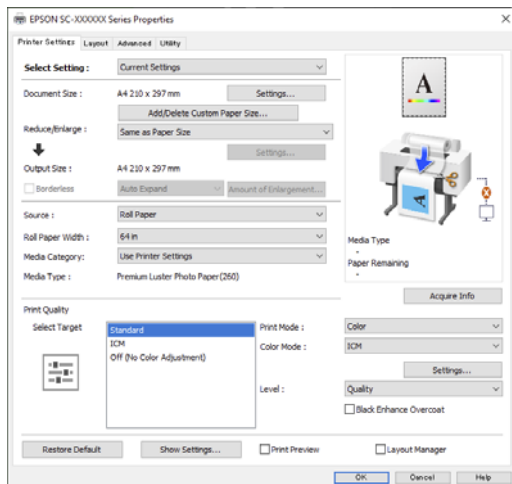 EPSON SC-XXXXXX Series Properties
Printer Settings Layout Advanced Utility
Select Setting : Current Settings
Document Size : A4 210 x 297 mm Settings...
Add/Delete Custom Paper Size...
Reduce/Enlarge : Same as Paper Size
Settings...
Output Size : A4 210 x 297 mm
Borderless Auto Expand Amount of Enlargement...
Source : Roll Paper
Roll Paper Width : 64 in
Media Category: Use Printer Settings
Media Type : Premium Luster Photo Paper(260)
A
A
Media Type
-
Paper Remaining
-
Acquire Info
Print Quality
Select Target
Standard
ICM
Off (No Color Adjustment)
Print Mode : Color
Color Mode : ICM
Settings...
Level : Quality
Black Enhance Overcoat
Restore Default Show Settings... Print Preview Layout Manager
OK Cancel Help